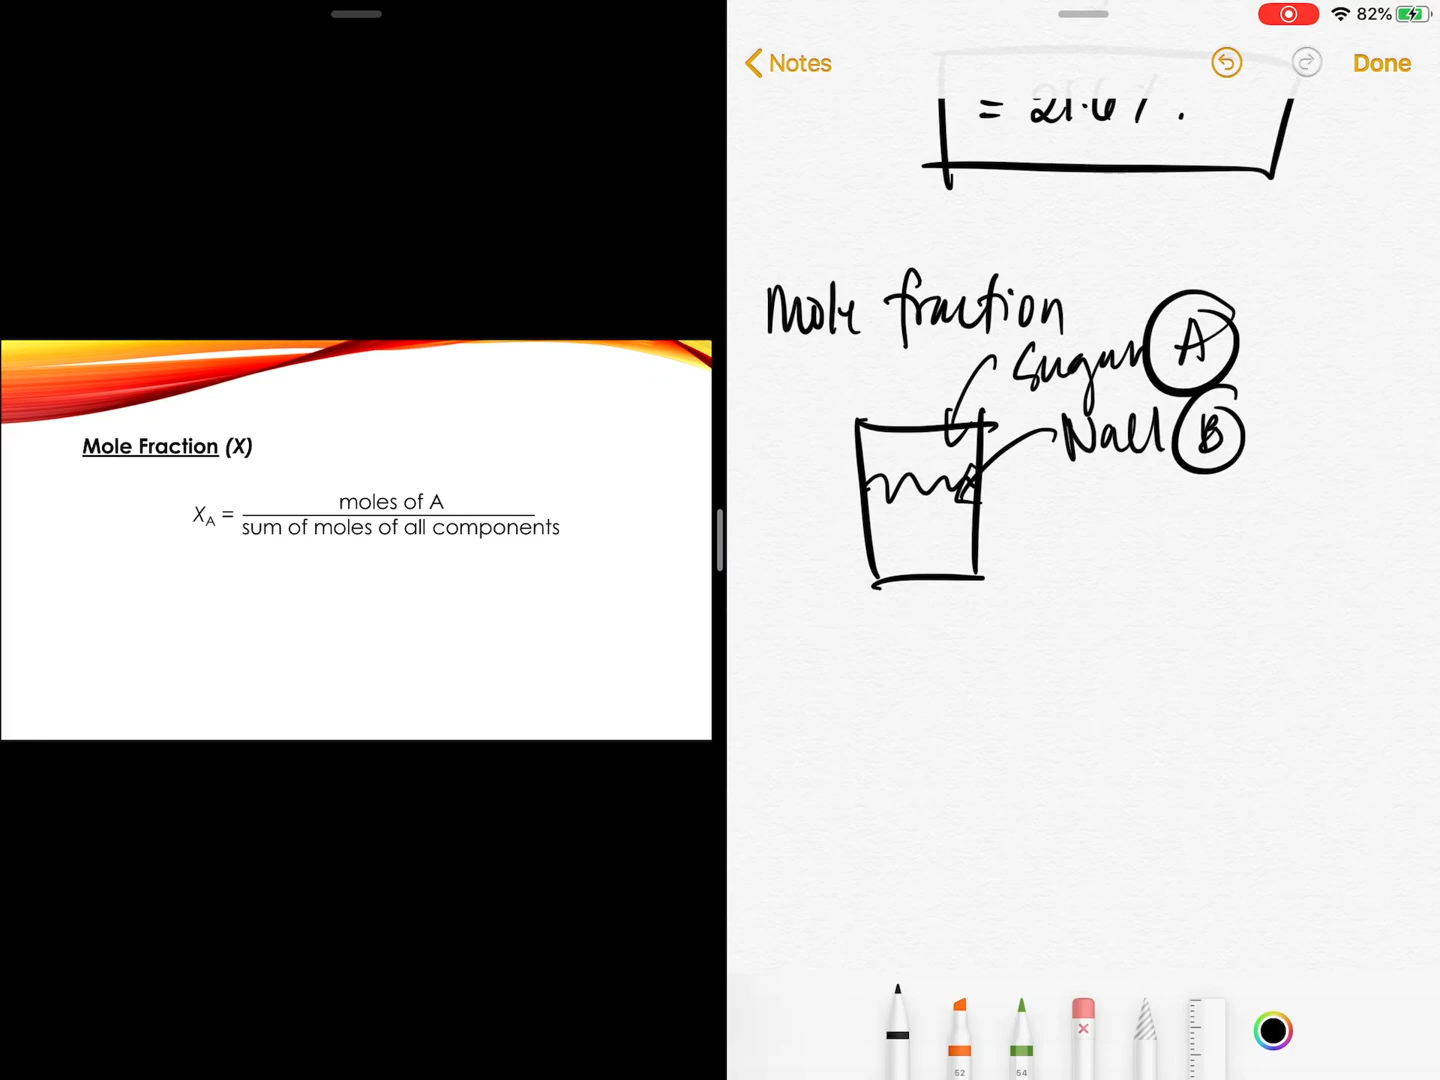 82%
Notes
Done
Mole Fraction (X)
X_A = moles of A
sum of moles of all components
=
Mole fraction
Sugar A
NaCl B
52
54